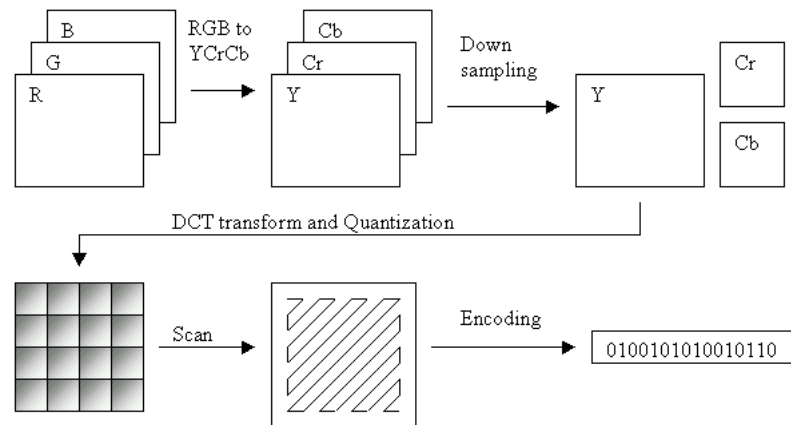 B
G
R
RGB to
YCrCb
Cb
Cr
Y
Down
sampling
Y
Cr
Cb
DCT transform and Quantization
Scan
Encoding
0100101010010110